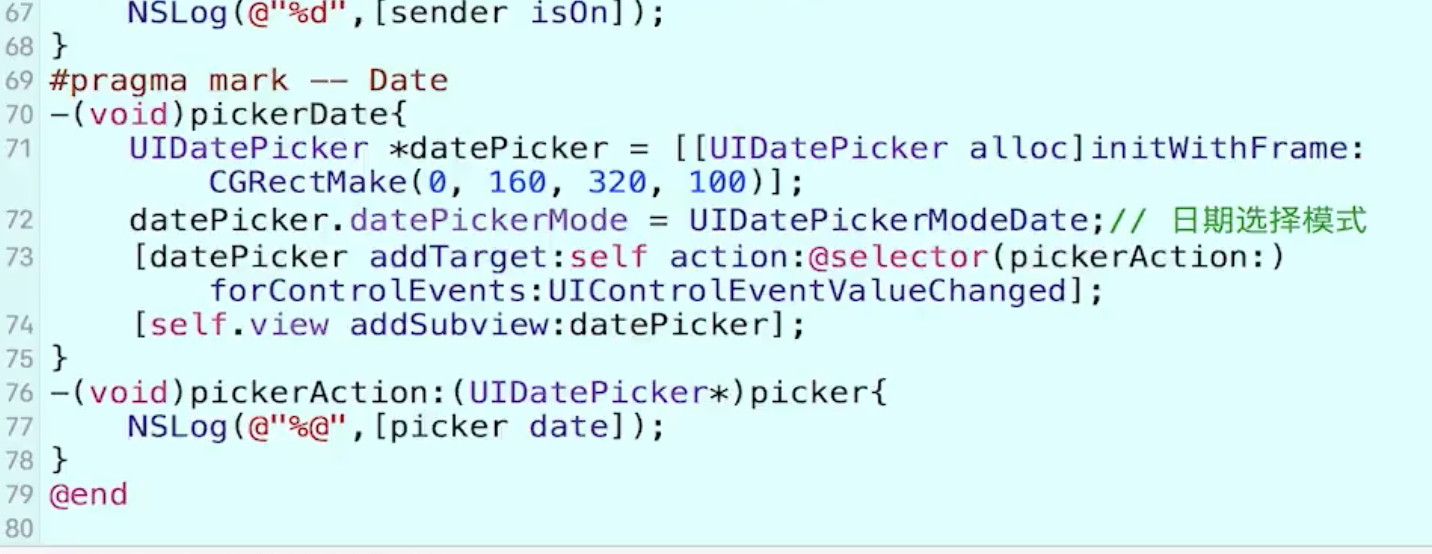 67 NSLog(@"%d",[sender isOn]);
68 }
69 #pragma mark —— Date
70 —(void)pickerDate{
71 UIDatePicker *datePicker = [[UIDatePicker alloc]initWithFrame:
CGRectMake(0, 160, 320, 100)];
72 datePicker.datePickerMode = UIDatePickerModeDate;// 日期选择模式
73 [datePicker addTarget:self action:@selector(pickerAction:)
forControlEvents:UIControlEventValueChanged];
74 [self.view addSubview:datePicker];
75 }
76 —(void)pickerAction:(UIDatePicker*)picker{
77 NSLog(@"%@",[picker date]);
78 }
79 @end
80